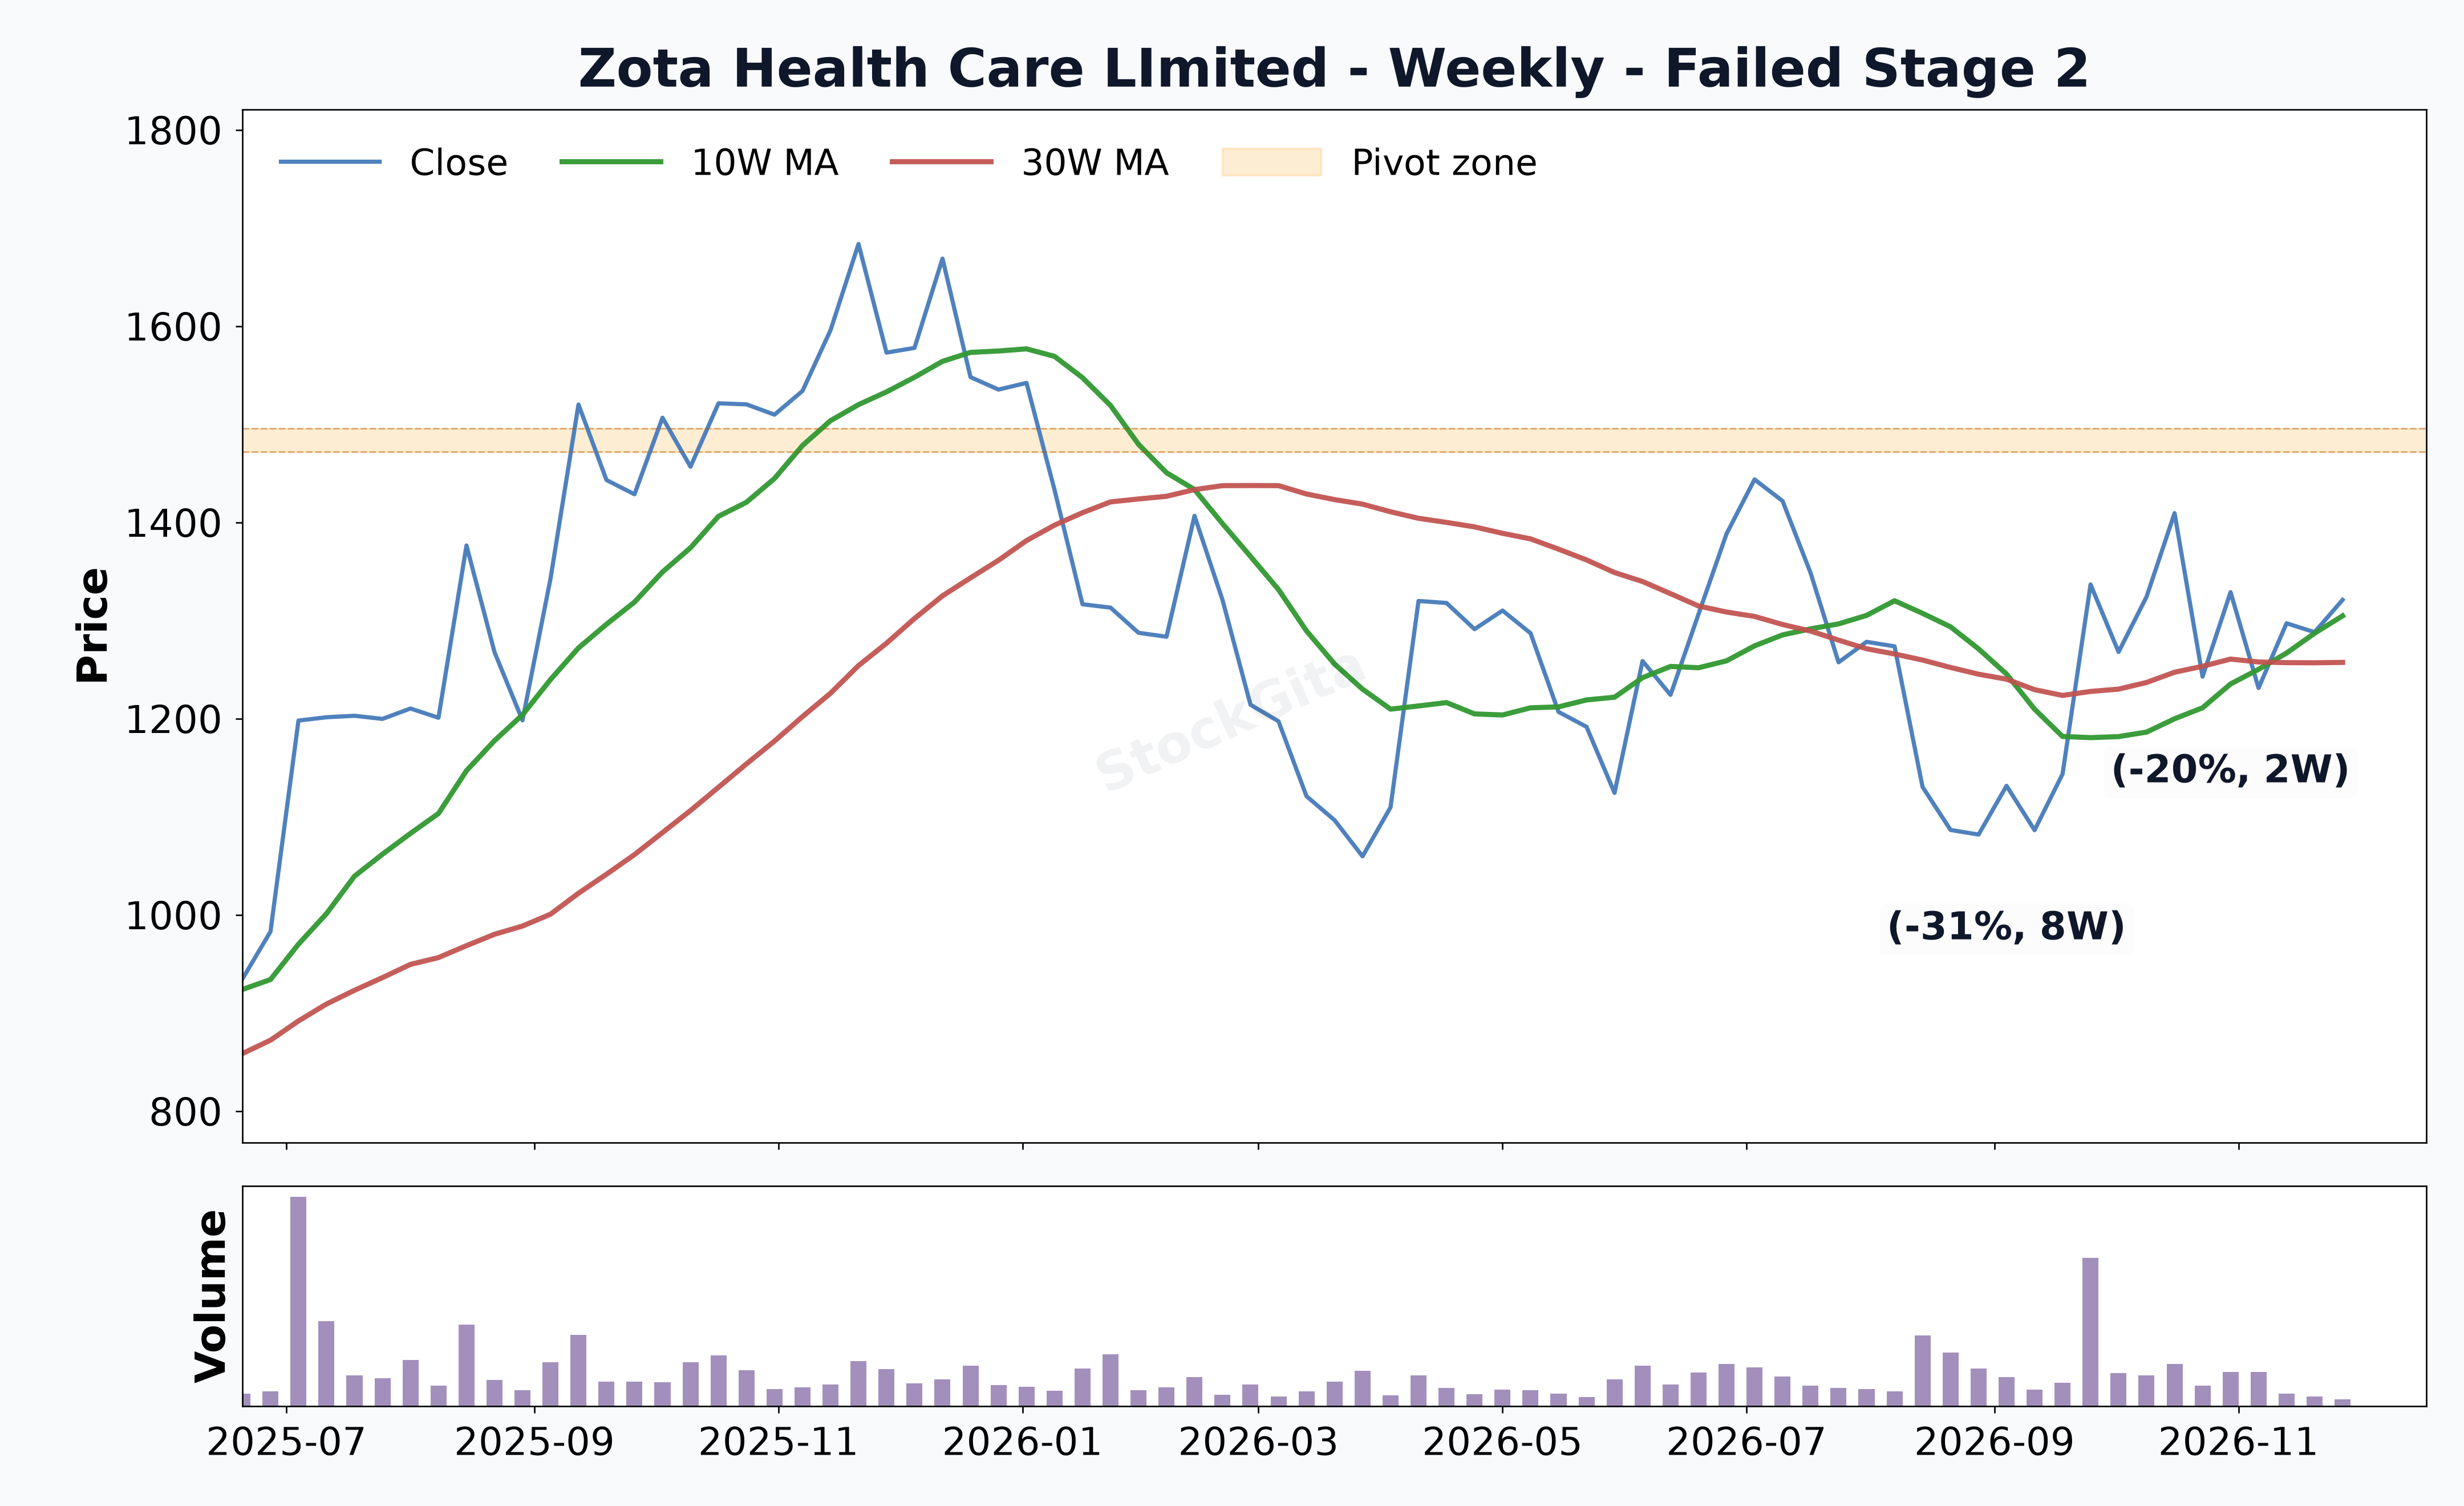 Zota Health Care LImited - Weekly - Failed Stage 2
Close
10W MA
30W MA
Pivot zone
1800
1600
1400
1200
1000
800
Price
StockGita
(-20%, 2W)
(-31%, 8W)
Volume
2025-07
2025-09
2025-11
2026-01
2026-03
2026-05
2026-07
2026-09
2026-11